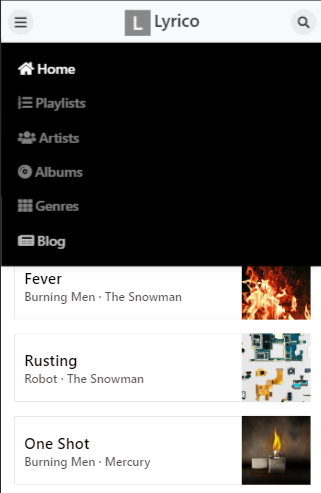 L Lyrico
Home
Playlists
Artists
Albums
Genres
Blog
Fever
Burning Men · The Snowman
Rusting
Robot · The Snowman
One Shot
Burning Men · Mercury